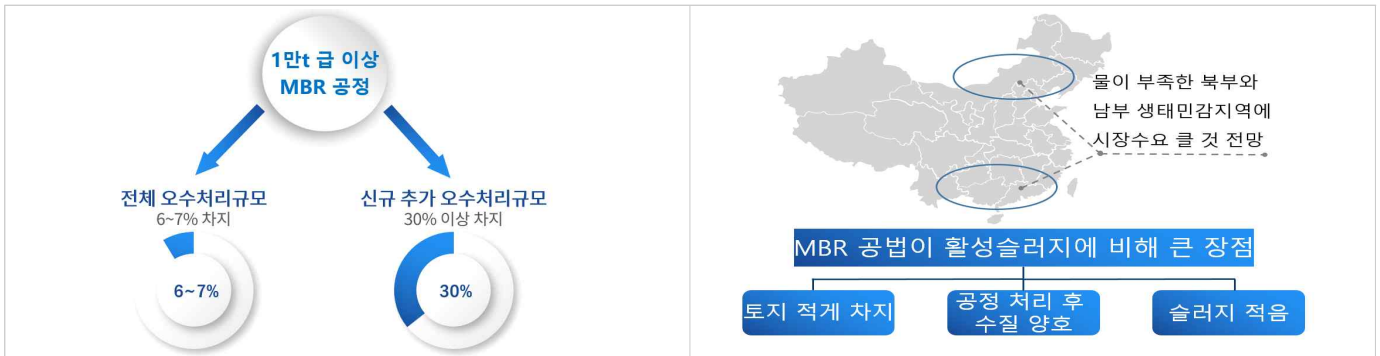 1만t 급 이상
MBR 공정
전체 오수처리규모
6~7% 차지
6~7%
신규 추가 오수처리규모
30% 이상 차지
30%
물이 부족한 북부와
남부 생태민감지역에
시장수요 클 것 전망
MBR 공법이 활성슬러지에 비해 큰 장점
토지 적게 차지
공정 처리 후
수질 양호
슬러지 적음